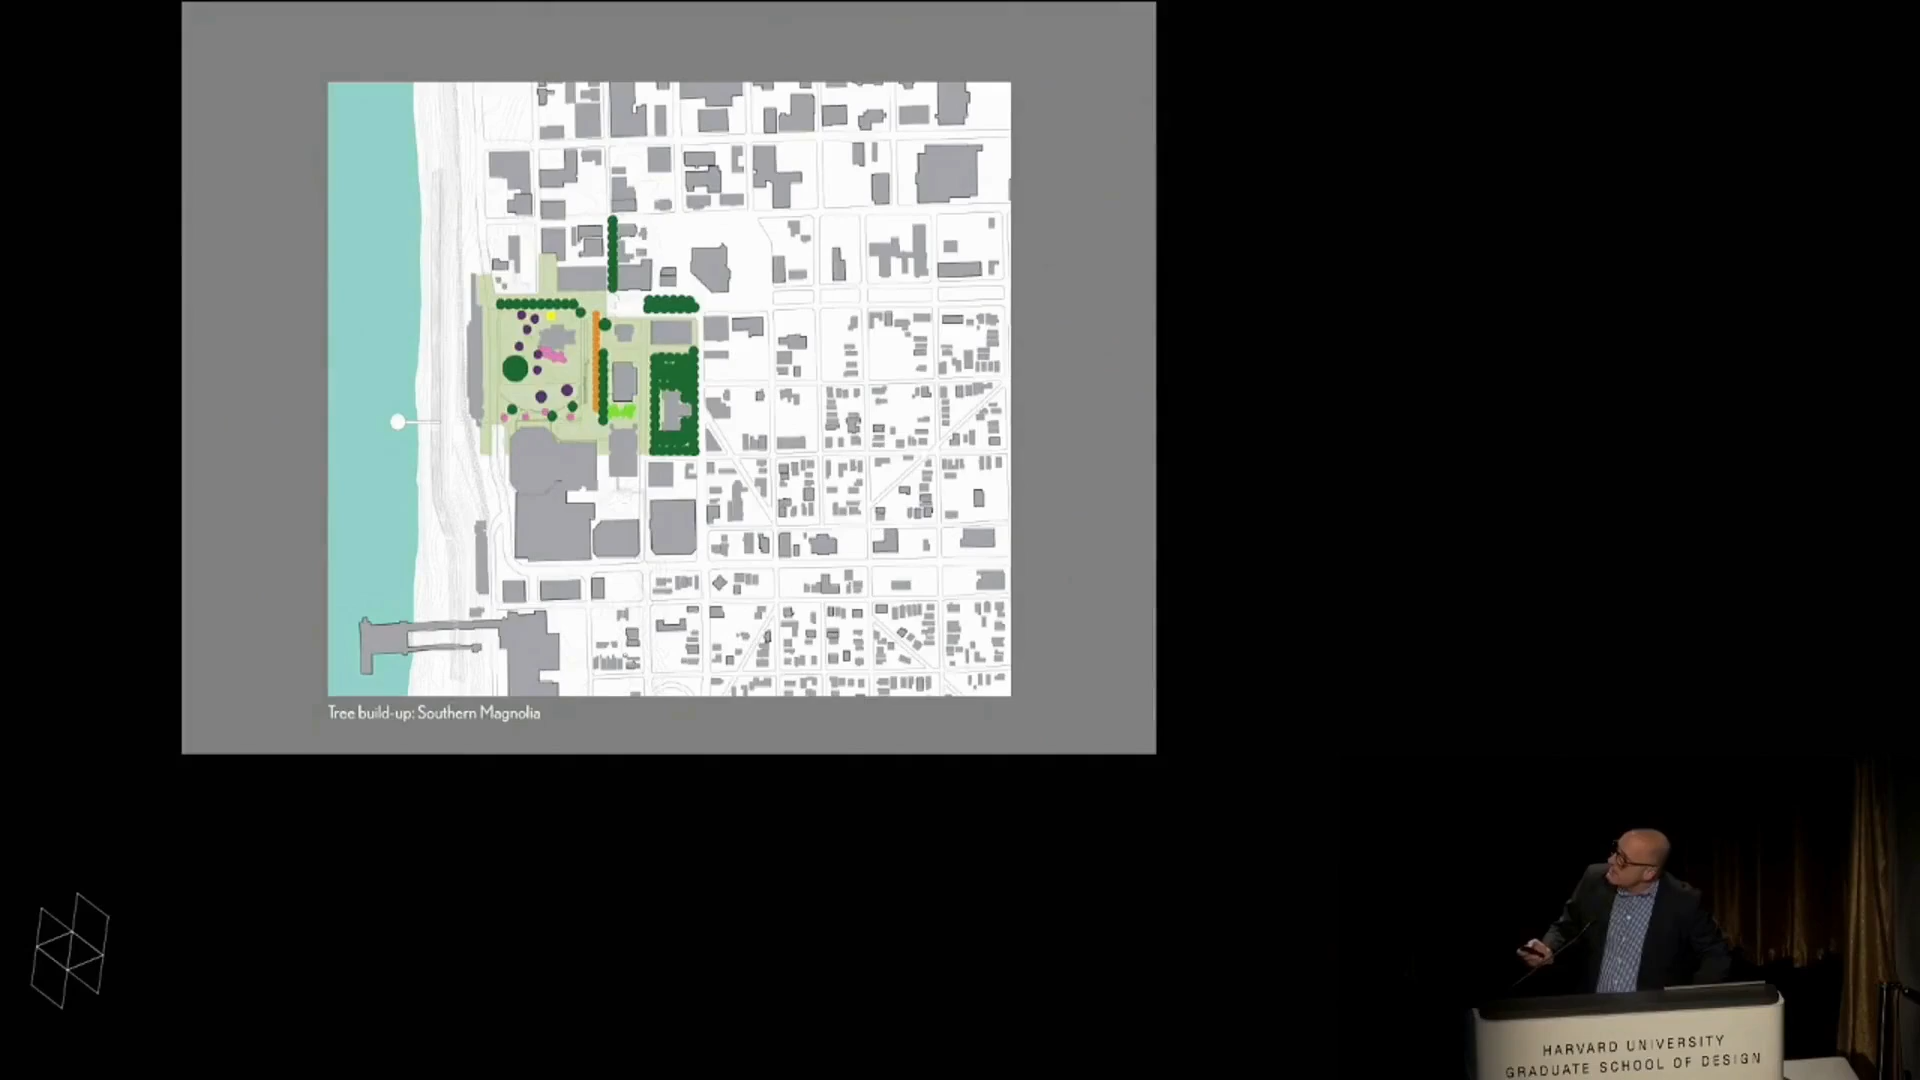 Tree build-up: Southern Magnolia
HARVARD UNIVERSITY
GRADUATE SCHOOL OF DESIGN